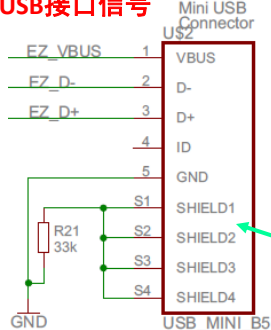 USB接口信号
Mini USB
Connector
U$2
EZ_VBUS 1 VBUS
EZ_D- 2 D-
EZ_D+ 3 D+
4 ID
5 GND
S1 SHIELD1
R21
33k
S2 SHIELD2
S3 SHIELD3
S4 SHIELD4
GND
USB MINI B5